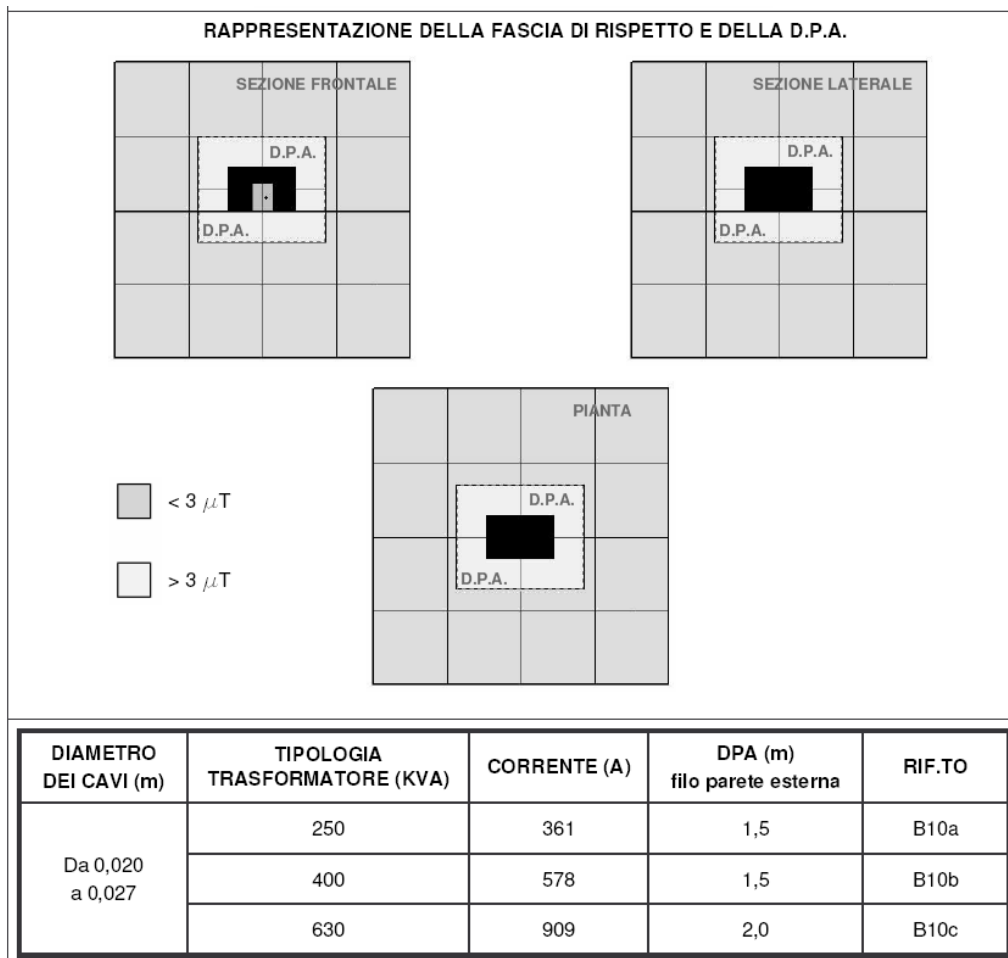 RAPPRESENTAZIONE DELLA FASCIA DI RISPETTO E DELLA D.P.A.
SEZIONE FRONTALE
D.P.A.
D.P.A.
SEZIONE LATERALE
D.P.A.
D.P.A.
PIANTA
D.P.A.
D.P.A.
< 3 μT
> 3 μT
DIAMETRO
DEI CAVI (m)
TIPOLOGIA
TRASFORMATORE (KVA)
CORRENTE (A)
DPA (m)
filo parete esterna
RIF.TO
Da 0,020
a 0,027
250 361 1,5 B10a
400 578 1,5 B10b
630 909 2,0 B10c